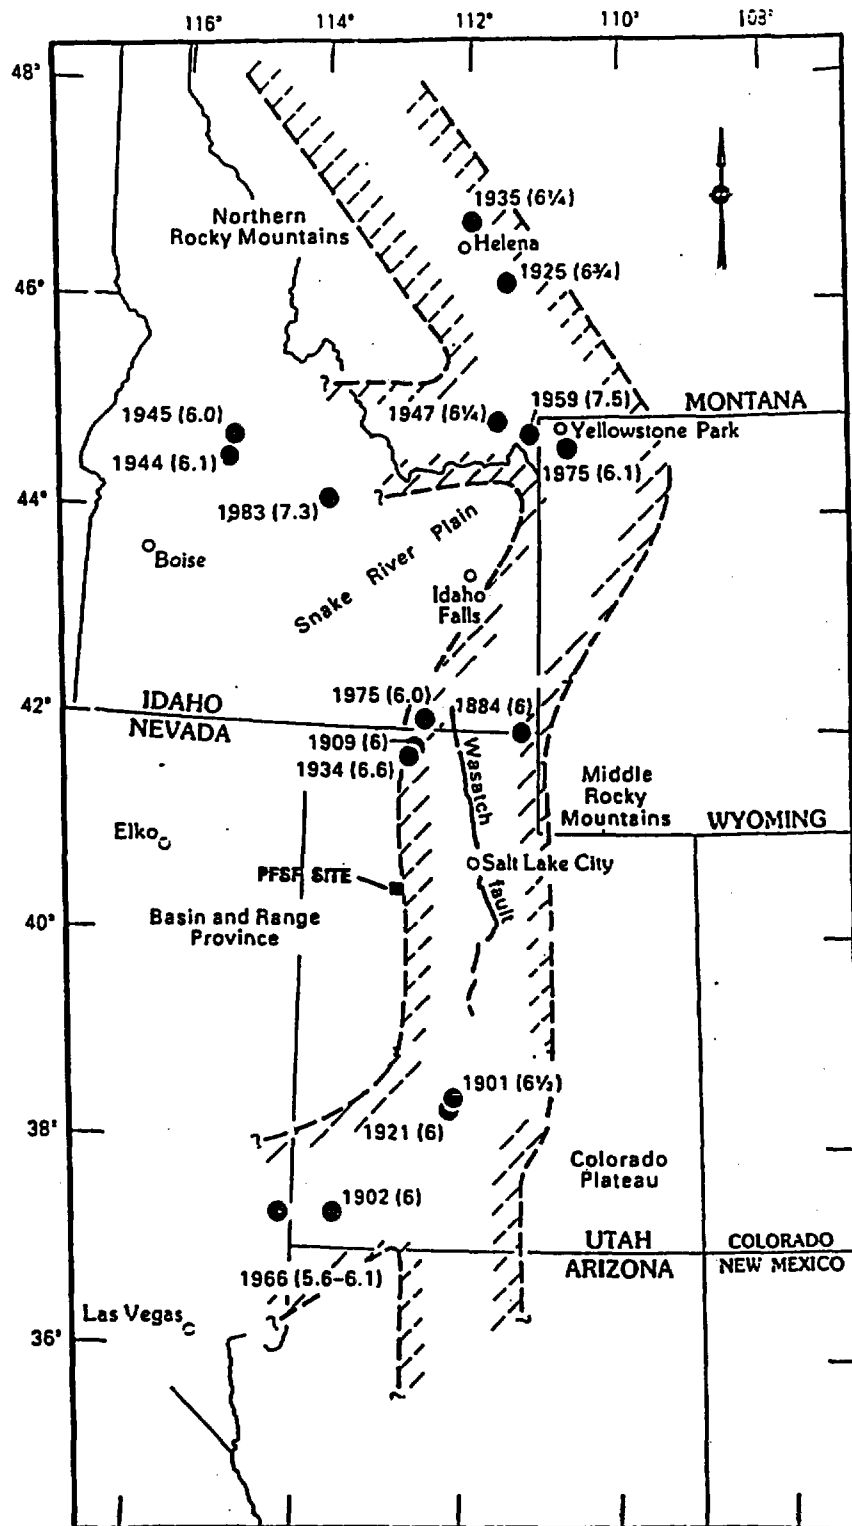 116° 114° 112° 110° 108°
48°
1935 (6¼)
Northern
Rocky Mountains
Helena
1925 (6¾)
46°
1959 (7.5)
MONTANA
1945 (6.0)
1947 (6¼)
Yellowstone Park
1944 (6.1)
1975 (6.1)
1983 (7.3)
44°
Snake River Plain
Boise
Idaho
Falls
1975 (6.0)
1884 (6)
42°
IDAHO
NEVADA
1909 (6)
1934 (6.6)
Wasatch
fault
Middle
Rocky
Mountains
WYOMING
Elko
Salt Lake City
PFSF SITE
Basin and Range
Province
40°
1901 (6½)
38°
1921 (6)
?
Colorado
Plateau
1902 (6)
UTAH
ARIZONA
COLORADO
NEW MEXICO
1966 (5.6–6.1)
Las Vegas
36°
?
?
?